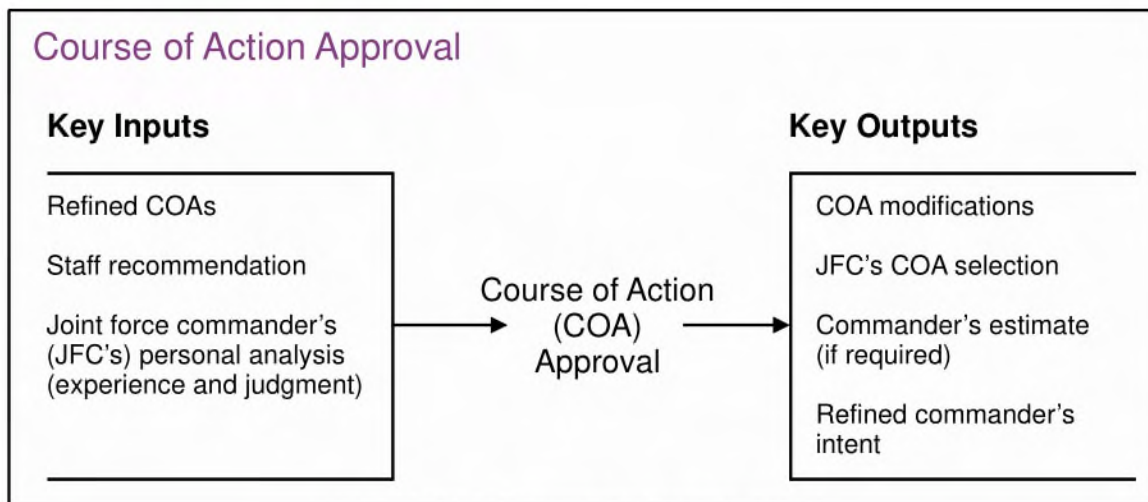 Course of Action Approval
Key Inputs
Refined COAs
Staff recommendation
Joint force commander's
(JFC's) personal analysis
(experience and judgment)
Course of Action
(COA)
Approval
Key Outputs
COA modifications
JFC's COA selection
Commander's estimate
(if required)
Refined commander's
intent